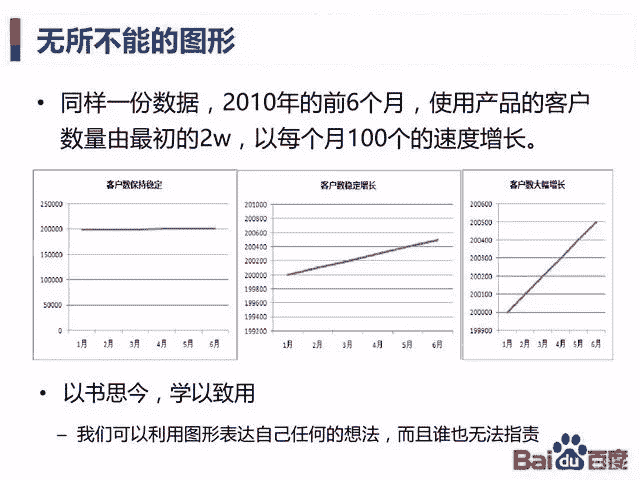 无所不能的图形
• 同样一份数据，2010年的前6个月，使用产品的客户
数量由最初的2w，以每个月100个的速度增长。
客户数保持稳定
250000
200000
150000
100000
50000
0
1月 2月 3月 4月 5月 6月
客户数稳定增长
201000
200800
200600
200400
200200
200000
199800
199600
199400
199200
1月 2月 3月 4月 5月 6月
客户数大幅增长
200600
200500
200400
200300
200200
200100
200000
199900
1月 2月 3月 4月 5月 6月
• 以书思今，学以致用
– 我们可以利用图形表达自己任何的想法，而且谁也无法指责
Bai du 百度